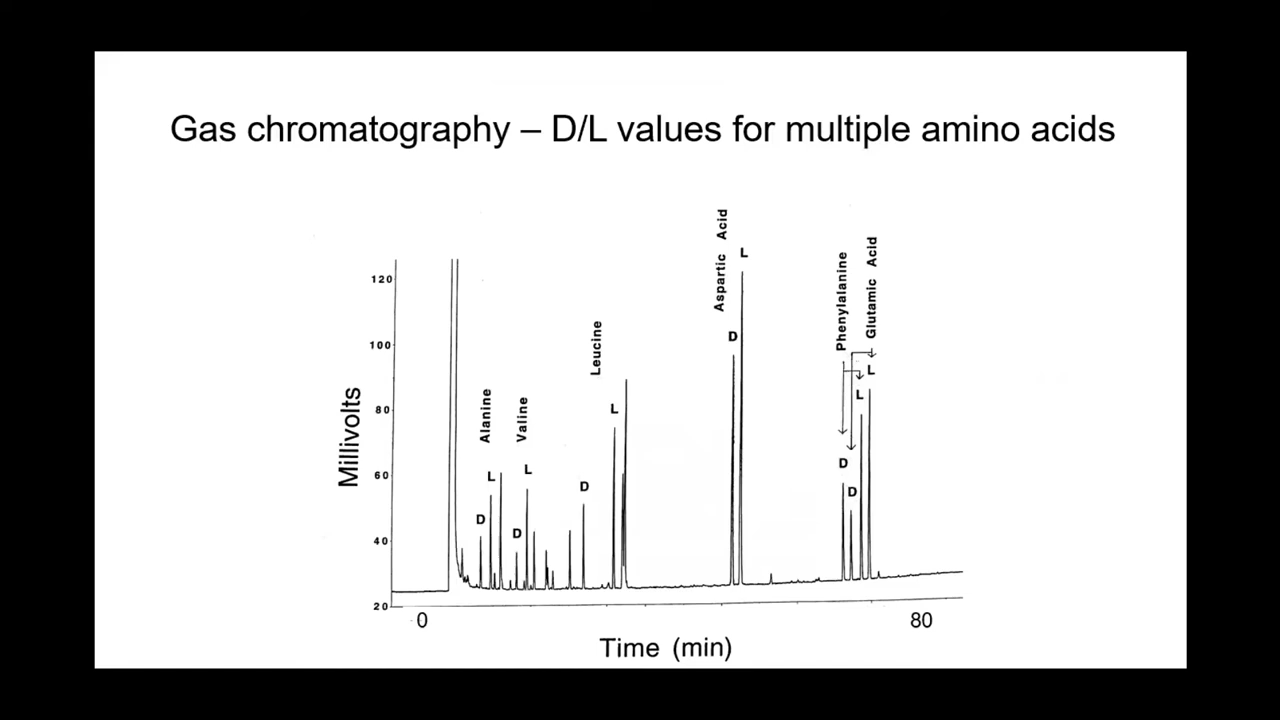 Gas chromatography – D/L values for multiple amino acids
Aspartic Acid
L
Phenylalanine
Glutamic Acid
120
D
Leucine
100
L
Alanine
Valine
L
80
L
Millivolts
L
L
D
60
D
D
D
D
40
20
0
80
Time (min)